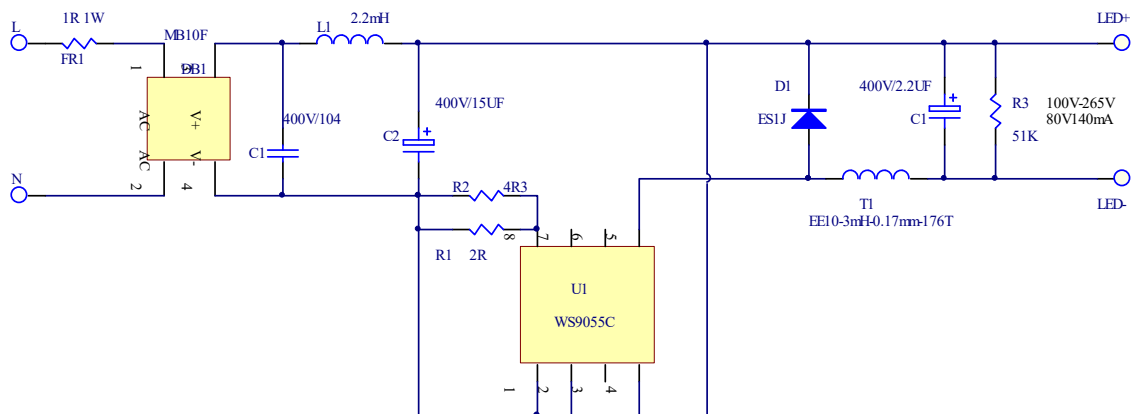 L
1R 1W
FR1
MB10F
DB1
1
3
AC
V+
AC
V-
2
4
N
400V/104
C1
L1
2.2mH
400V/15UF
C2
+
R2
4R3
R1
2R
8
7
6
5
U1
WS9055C
1
2
3
4
D1
ES1J
400V/2.2UF
C1
+
R3
51K
100V-265V
80V140mA
T1
EE10-3mH-0.17mm-176T
LED+
LED-